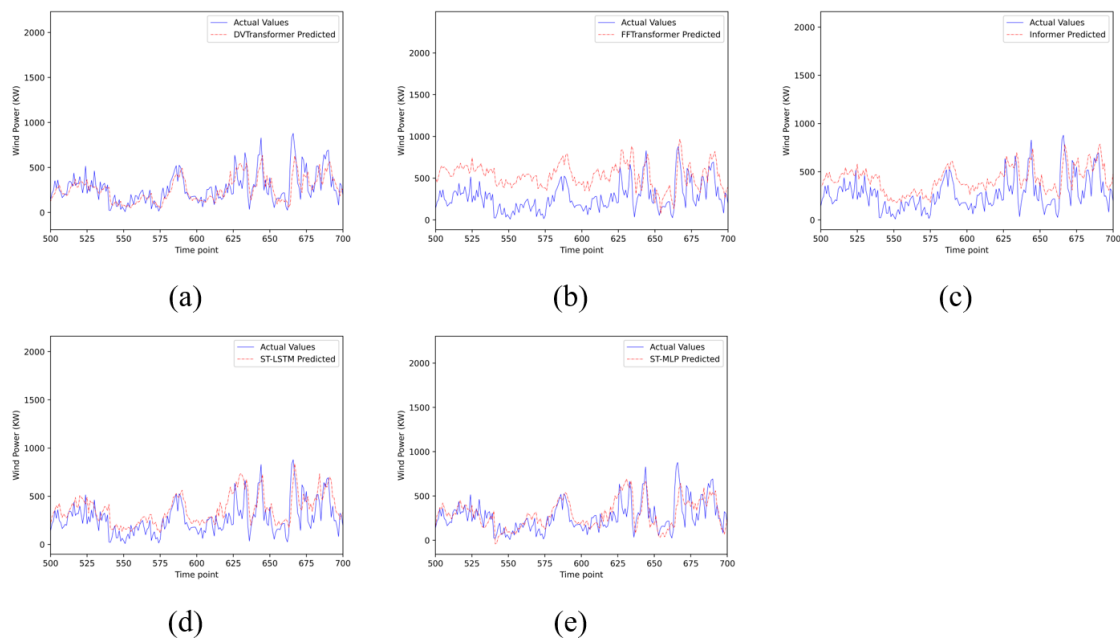 Actual Values
DVTransformer Predicted
2000
1500
1000
500
0
Wind Power (KW)
500 525 550 575 600 625 650 675 700
Time point
(a)
Actual Values
FFTransformer Predicted
2000
1500
1000
500
0
Wind Power (KW)
500 525 550 575 600 625 650 675 700
Time point
(b)
Actual Values
Informer Predicted
2000
1500
1000
500
0
Wind Power (KW)
500 525 550 575 600 625 650 675 700
Time point
(c)
Actual Values
ST-LSTM Predicted
2000
1500
1000
500
0
Wind Power (KW)
500 525 550 575 600 625 650 675 700
Time point
(d)
Actual Values
ST-MLP Predicted
2000
1500
1000
500
0
Wind Power (KW)
500 525 550 575 600 625 650 675 700
Time point
(e)